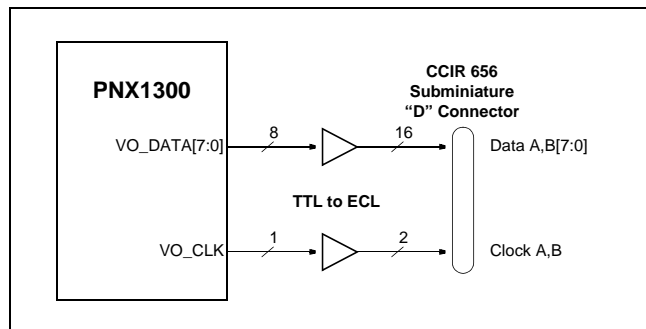 PNX1300
CCIR 656
Subminiature
“D” Connector
VO_DATA[7:0]
8
16
Data A,B[7:0]
TTL to ECL
VO_CLK
1
2
Clock A,B